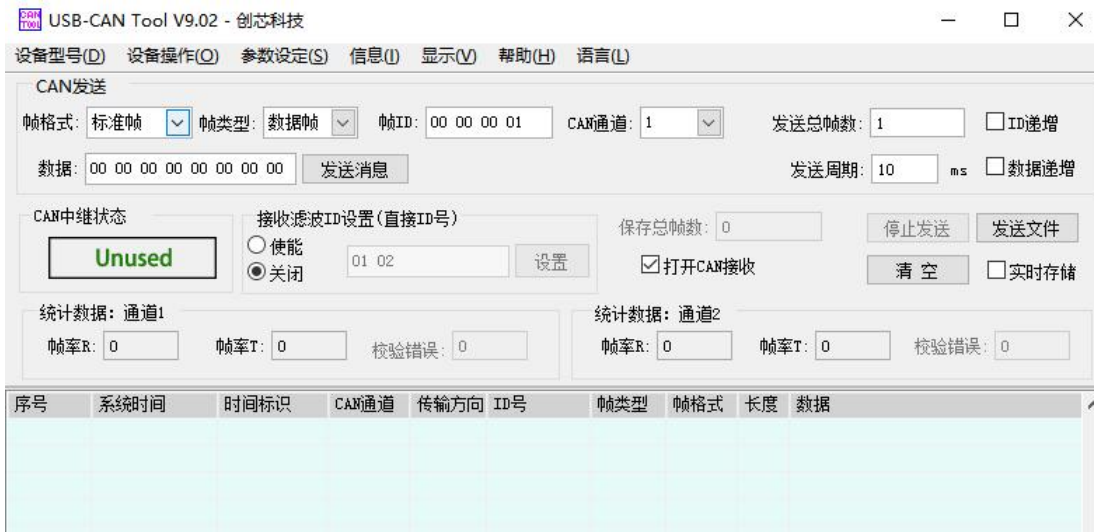 CAN TOOL USB-CAN Tool V9.02 - 创芯科技
设备型号(D) 设备操作(O) 参数设定(S) 信息(I) 显示(V) 帮助(H) 语言(L)
CAN发送
帧格式: 标准帧 帧类型: 数据帧 帧ID: 00 00 00 01 CAN通道: 1 发送总帧数: 1 ID递增
数据: 00 00 00 00 00 00 00 00 发送消息 发送周期: 10 ms 数据递增
CAN中继状态
Unused
接收滤波ID设置(直接ID号)
使能
关闭
01 02 设置
保存总帧数: 0 停止发送 发送文件
打开CAN接收 清 空 实时存储
统计数据: 通道1
帧率R: 0 帧率T: 0 校验错误: 0
统计数据: 通道2
帧率R: 0 帧率T: 0 校验错误: 0
序号 系统时间 时间标识 CAN通道 传输方向 ID号 帧类型 帧格式 长度 数据